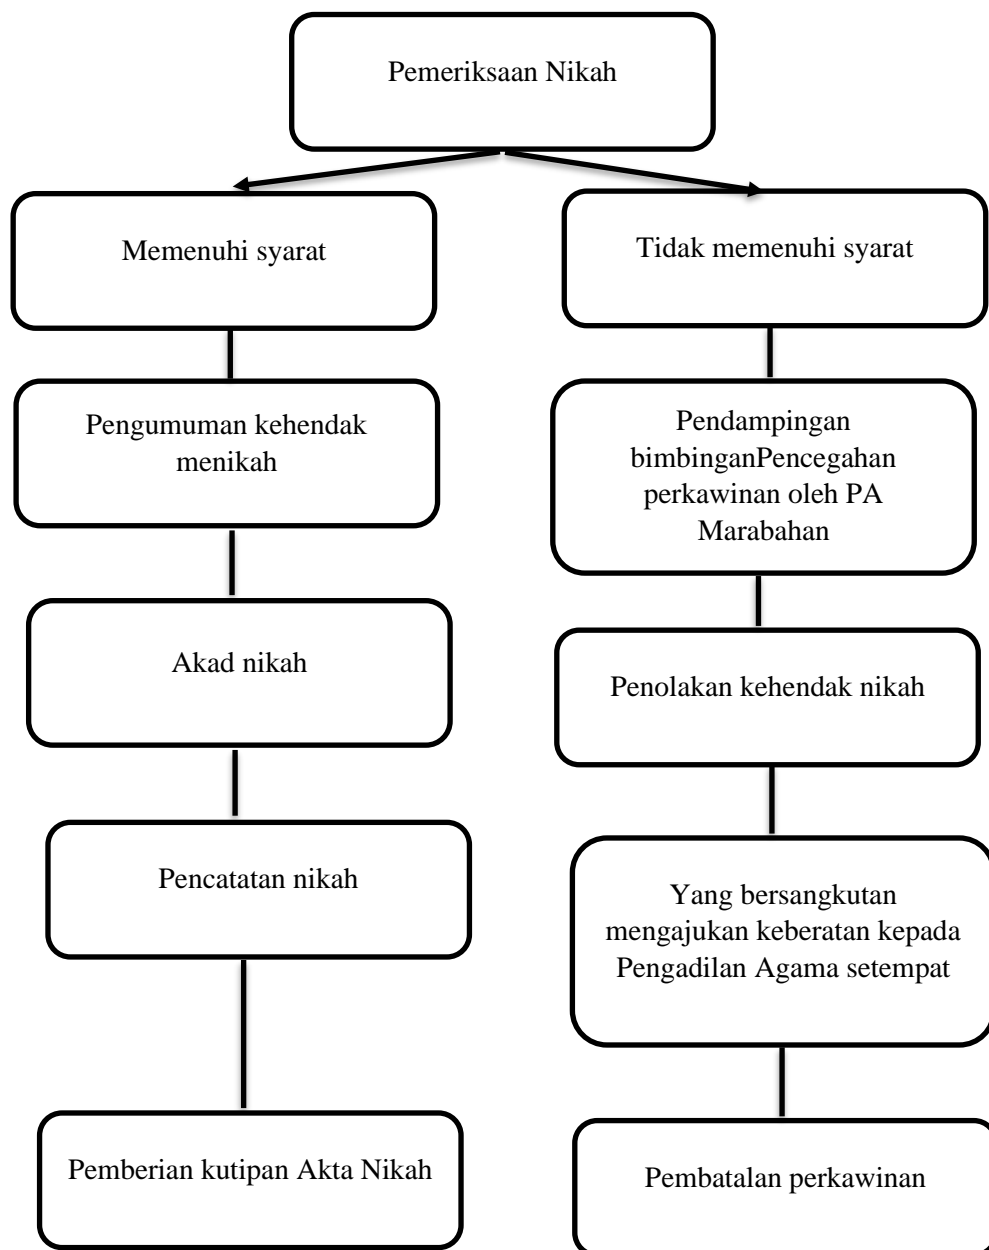 Pemeriksaan Nikah
Memenuhi syarat
Tidak memenuhi syarat
Pengumuman kehendak
menikah
Pendampingan
bimbinganPencegahan
perkawinan oleh PA
Marabahan
Akad nikah
Penolakan kehendak nikah
Pencatatan nikah
Yang bersangkutan
mengajukan keberatan kepada
Pengadilan Agama setempat
Pemberian kutipan Akta Nikah
Pembatalan perkawinan